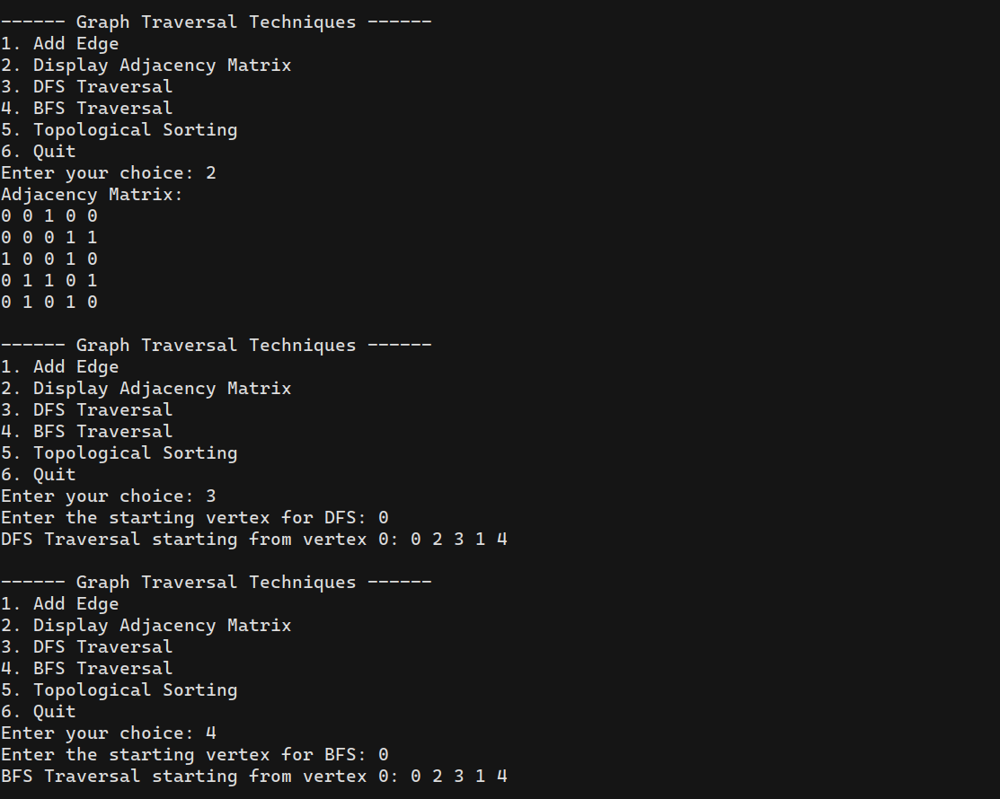 ------ Graph Traversal Techniques ------
1. Add Edge
2. Display Adjacency Matrix
3. DFS Traversal
4. BFS Traversal
5. Topological Sorting
6. Quit
Enter your choice: 2
Adjacency Matrix:
0 0 1 0 0
0 0 0 1 1
1 0 0 1 0
0 1 1 0 1
0 1 0 1 0

------ Graph Traversal Techniques ------
1. Add Edge
2. Display Adjacency Matrix
3. DFS Traversal
4. BFS Traversal
5. Topological Sorting
6. Quit
Enter your choice: 3
Enter the starting vertex for DFS: 0
DFS Traversal starting from vertex 0: 0 2 3 1 4

------ Graph Traversal Techniques ------
1. Add Edge
2. Display Adjacency Matrix
3. DFS Traversal
4. BFS Traversal
5. Topological Sorting
6. Quit
Enter your choice: 4
Enter the starting vertex for BFS: 0
BFS Traversal starting from vertex 0: 0 2 3 1 4